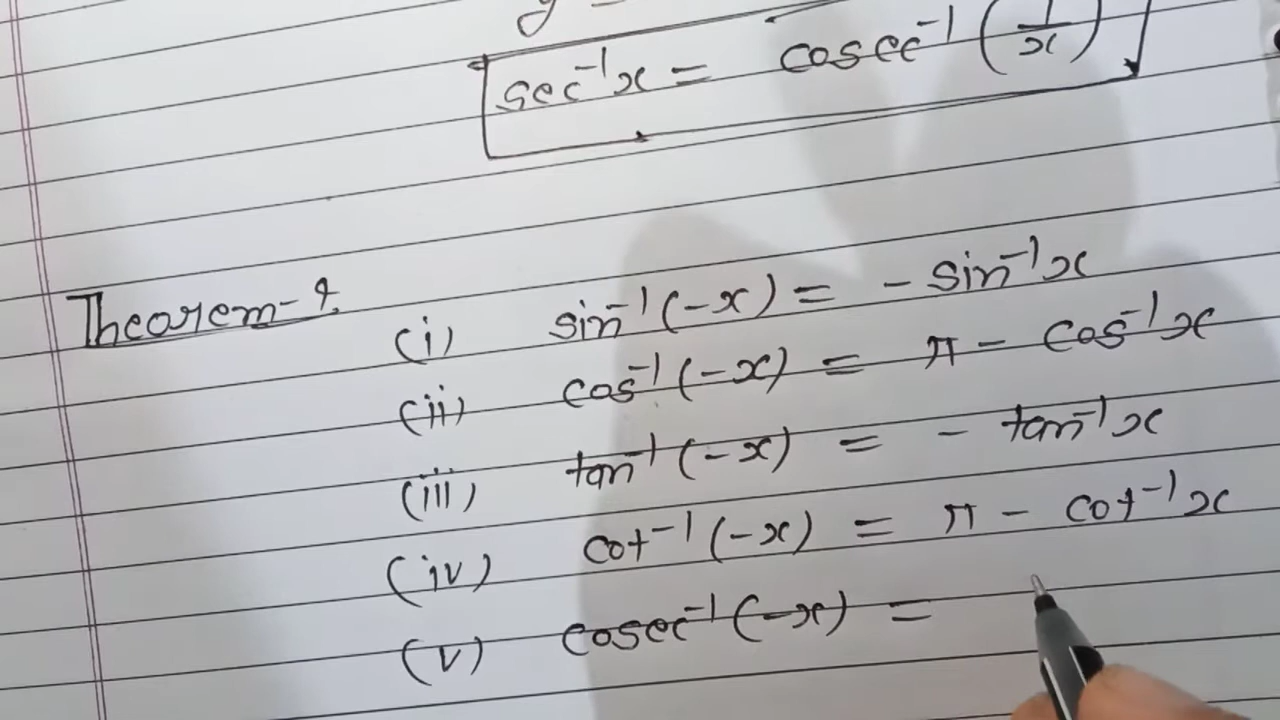 y =
sec⁻¹x = cosec⁻¹(1/x)
Theorem-9.
(i) sin⁻¹(-x) = - sin⁻¹x
(ii) cos⁻¹(-x) = π - cos⁻¹x
(iii) tan⁻¹(-x) = - tan⁻¹x
(iv) cot⁻¹(-x) = π - cot⁻¹x
(v) cosec⁻¹(-x) =